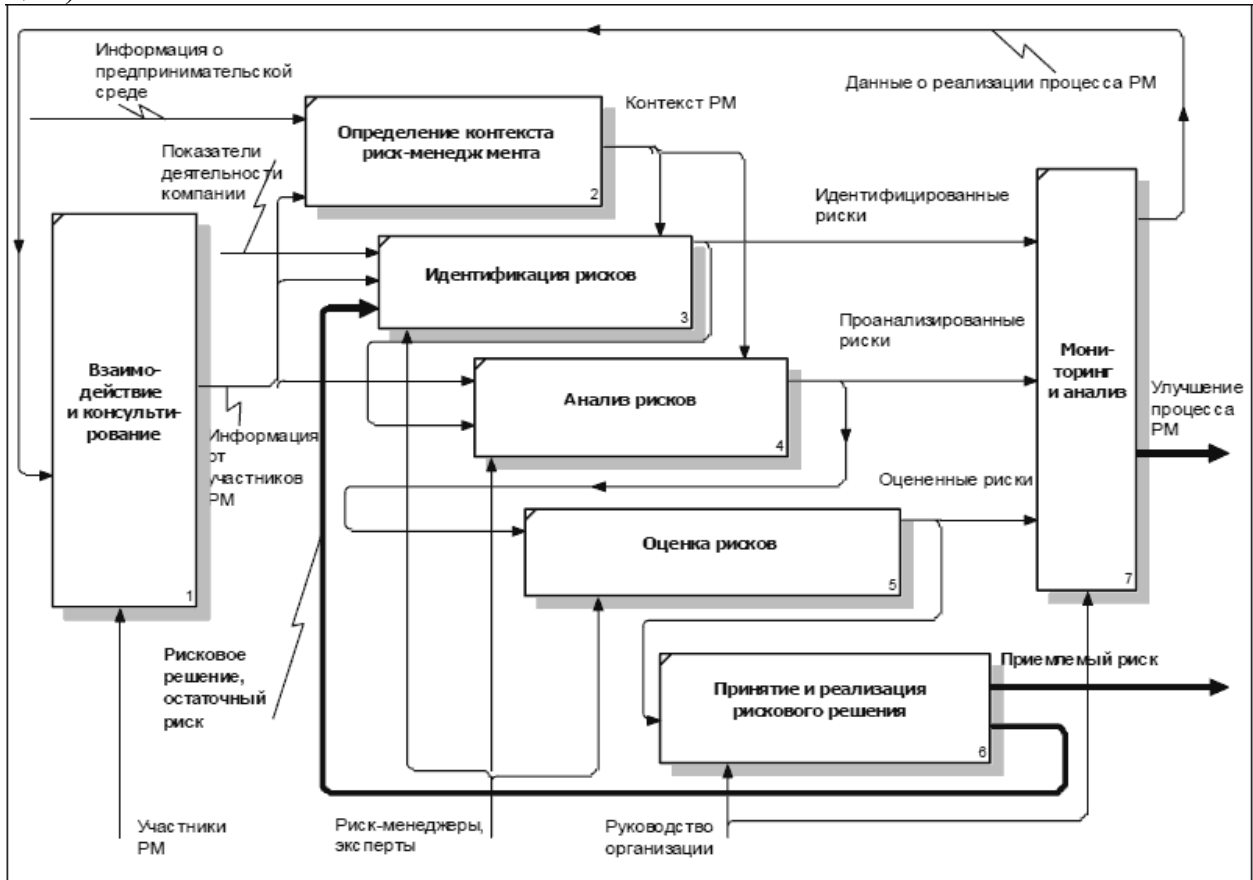 Информация о
предпринимательской
среде
Данные о реализации процесса РМ
Контекст РМ
Определение контекста
риск-менеджмента
2
Показатели
деятельности
компании
Идентифицированные
риски
Идентификация рисков
3
Проанализированные
риски
Взаимо-
действие
и консульти-
рование
1
Мони-
торинг
и анализ
7
Анализ рисков
4
Улучшение
процесса
РМ
Информация
от
участников
РМ
Оцененные риски
Оценка рисков
5
Рисковое
решение,
остаточный
риск
Приемлемый риск
Принятие и реализация
рискового решения
6
Участники
РМ
Риск-менеджеры,
эксперты
Руководство
организации